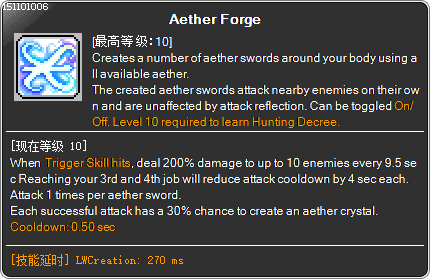 151101006
Aether Forge
[最高等级：10]
Creates a number of aether swords around your body using a
ll available aether.
The created aether swords attack nearby enemies on their ow
n and are unaffected by attack reflection. Can be toggled On/
Off. Level 10 required to learn Hunting Decree.
[现在等级 10]
When Trigger Skill hits, deal 200% damage to up to 10 enemies every 9.5 se
c Reaching your 3rd and 4th job will reduce attack cooldown by 4 sec each.
Attack 1 times per aether sword.
Each successful attack has a 30% chance to create an aether crystal.
Cooldown: 0.50 sec
[技能延时] LWCreation: 270 ms